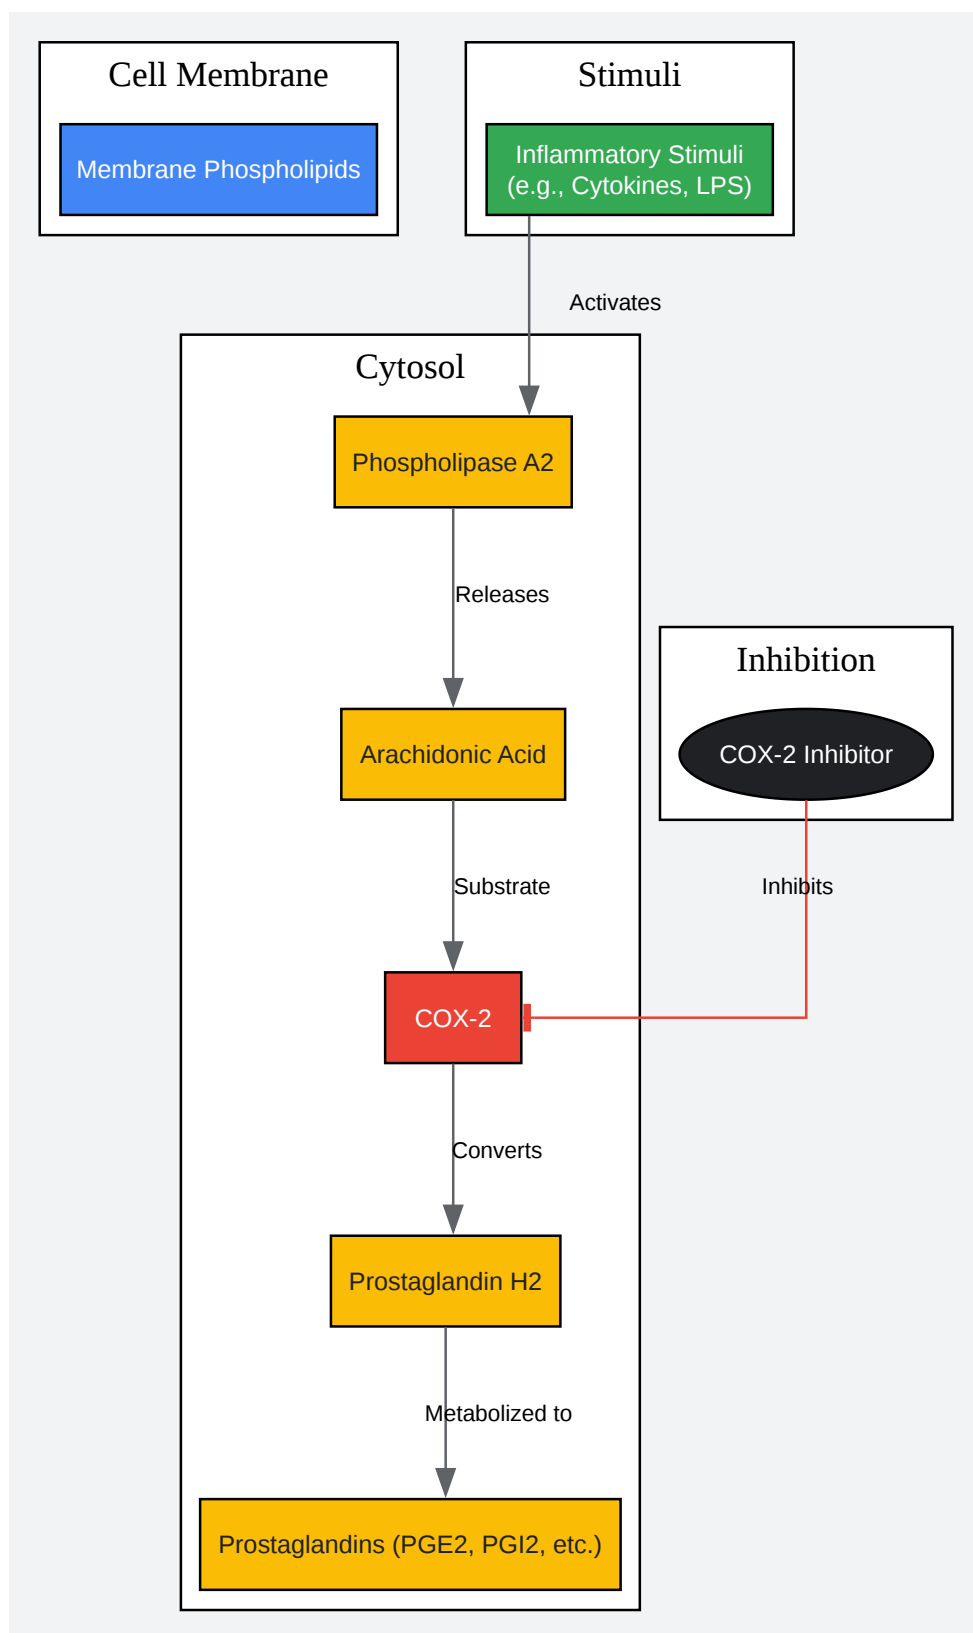 Cell Membrane
Membrane Phospholipids
Stimuli
Inflammatory Stimuli
(e.g., Cytokines, LPS)
Activates
Cytosol
Phospholipase A2
Releases
Arachidonic Acid
Inhibition
COX-2 Inhibitor
Substrate
Inhibits
COX-2
Converts
Prostaglandin H2
Metabolized to
Prostaglandins (PGE2, PGI2, etc.)